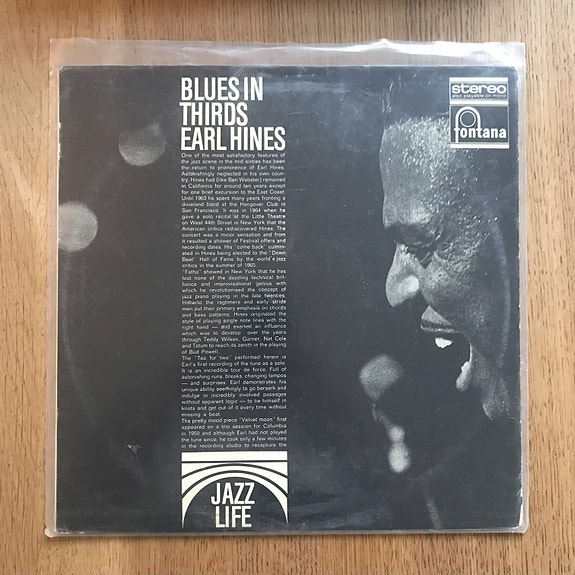 BLUES IN
THIRDS
EARL HINES
One of the most satisfactory features of
the jazz scene in the mid sixties has been
the return to prominence of Earl Hines.
Astonishingly neglected in his own coun-
try, Hines had (like Ben Webster) remained
in California for around ten years except
for one brief excursion to the East Coast.
Until 1963 he spent many years fronting a
dixieland band at the Hangover Club in
San Francisco. It was in 1964 when he
gave a solo recital at the Little Theatre
on West 44th Street in New York that the
American critics rediscovered Hines. The
concert was a minor sensation and from
it resulted a shower of Festival offers and
recording dates. His "come back" culmin-
ated in Hines being elected to the "Down
Beat" Hall of Fame by the world's jazz
critics in the summer of 1965.
"Fatha" showed in New York that he has
lost none of the dazzling technical bril-
liance and improvisational genius with
which he revolutionised the concept of
jazz piano playing in the late twenties.
Hitherto the ragtimers and early stride
men put their primary emphasis on chords
and bass patterns. Hines originated the
style of playing single note lines with the
right hand — and exerted an influence
which was to develop over the years
through Teddy Wilson, Garner, Nat Cole
and Tatum to reach its zenith in the playing
of Bud Powell.
The "Tea for two" performed herein is
Earl's first recording of the tune as a solo.
It is an incredible tour de force. Full of
astonishing runs, breaks, changing tempos
— and surprises. Earl demonstrates his
unique ability seemingly to go berserk and
indulge in incredibly involved passages
without apparent logic — to tie himself in
knots and get out of it every time without
missing a beat.
The pretty mood piece "Velvet moon" first
appeared on a trio session for Columbia
in 1950 and although Earl had not played
the tune since, he took only a few minutes
in the recording studio to recapture the
JAZZ
LIFE
stereo
also playable on mono
fontana